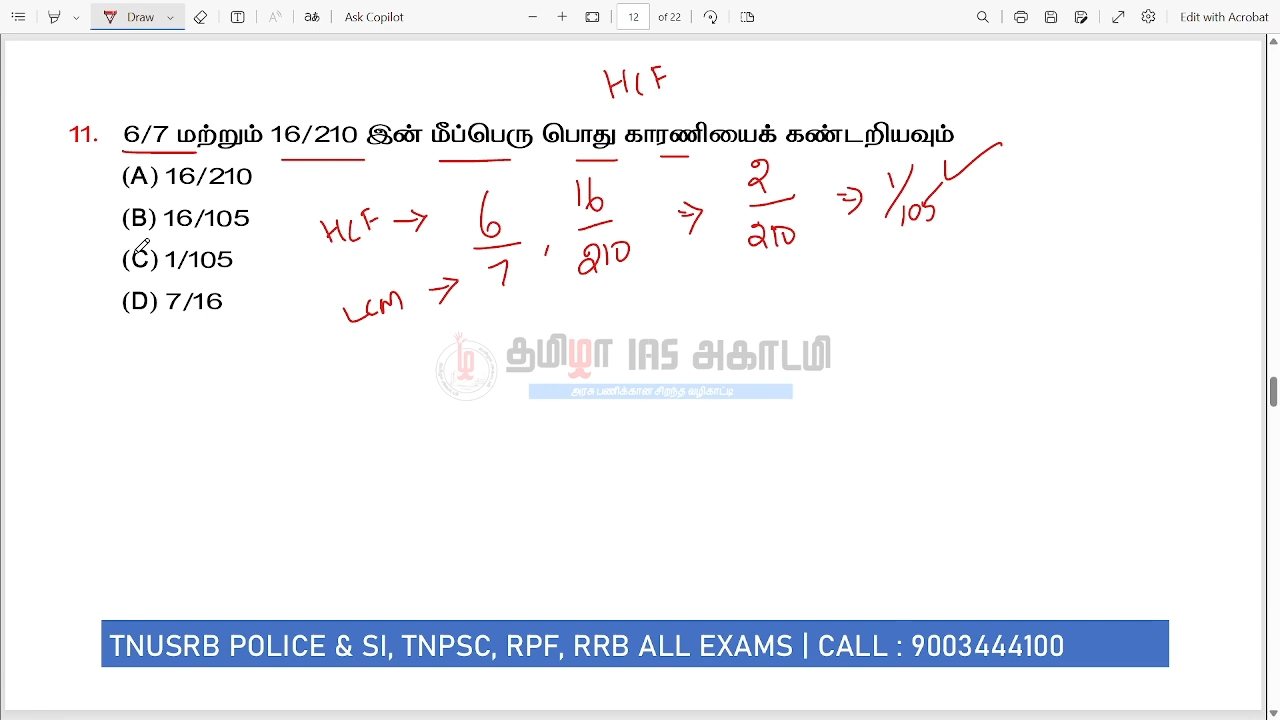 Draw
Ask Copilot
12 of 22
Edit with Acrobat
HCF
11. 6/7 மற்றும் 16/210 இன் மீப்பெரு பொது காரணியைக் கண்டறியவும்
(A) 16/210
(B) 16/105
(C) 1/105
(D) 7/16
HCF → 6/7 , 16/210 ⇒ 2/210 ⇒ 1/105 ✓
LCM →
தமிழா IAS அகாடமி
அரசு பணிக்கான சிறந்த வழிகாட்டி
TNUSRB POLICE & SI, TNPSC, RPF, RRB ALL EXAMS | CALL : 9003444100